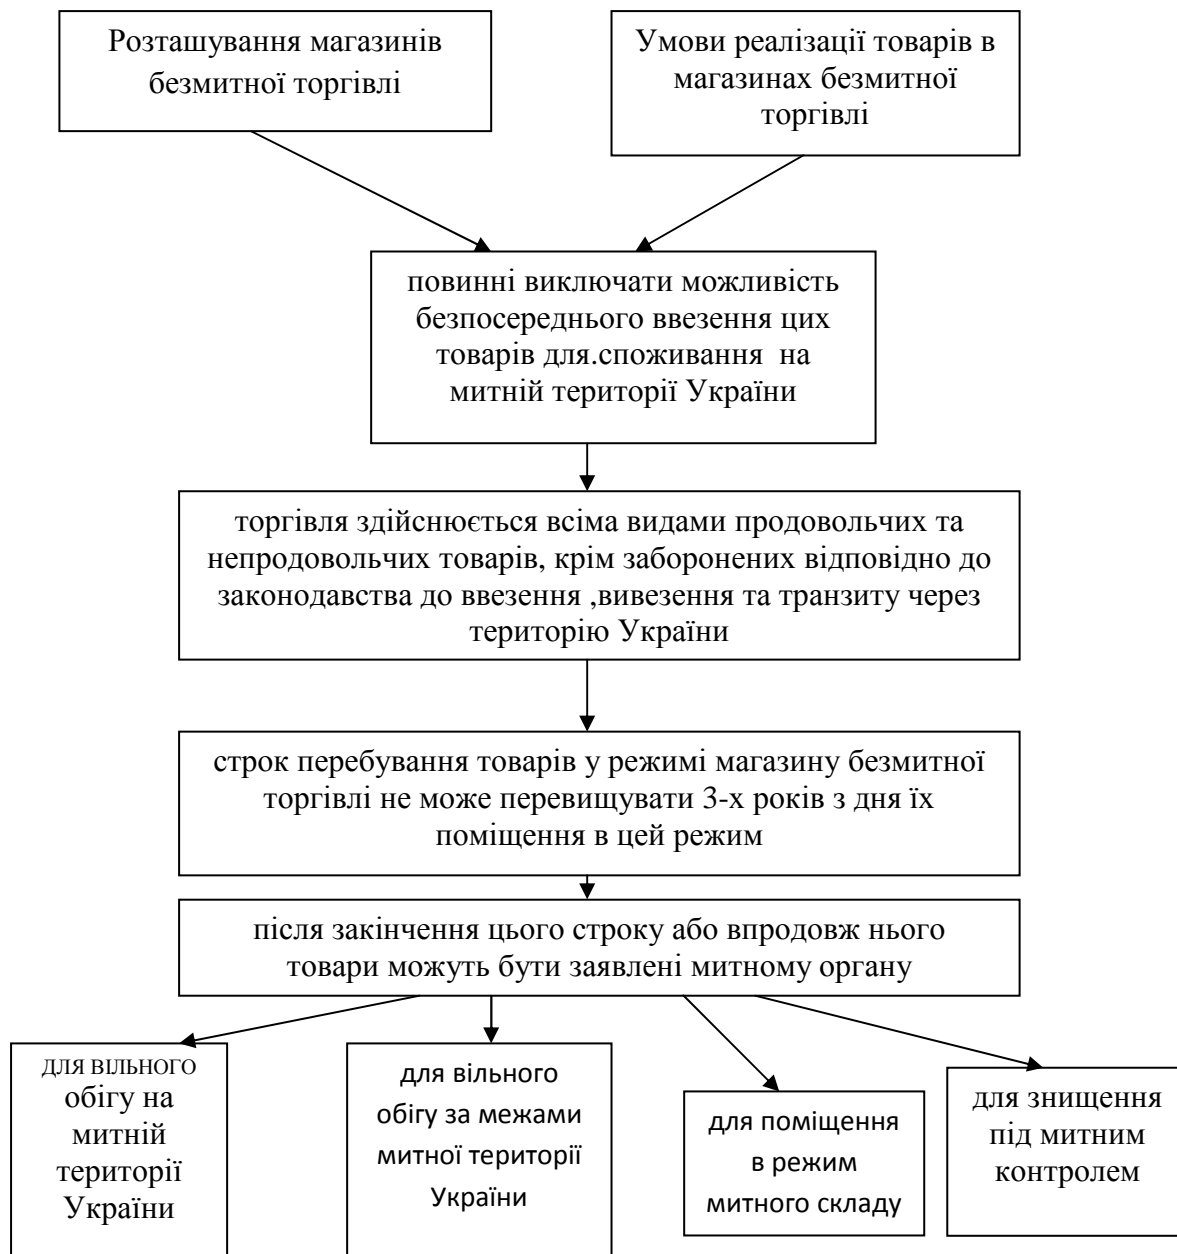 Розташування магазинів
безмитної торгівлі
Умови реалізації товарів в
магазинах безмитної
торгівлі
повинні виключати можливість
безпосереднього ввезення цих
товарів для.споживання на
митній території України
торгівля здійснюється всіма видами продовольчих та
непродовольчих товарів, крім заборонених відповідно до
законодавства до ввезення ,вивезення та транзиту через
територію України
строк перебування товарів у режимі магазину безмитної
торгівлі не може перевищувати 3-х років з дня їх
поміщення в цей режим
після закінчення цього строку або впродовж нього
товари можуть бути заявлені митному органу
ДЛЯ ВІЛЬНОГО
обігу на
митній
території
України
для вільного
обігу за межами
митної території
України
для поміщення
в режим
митного складу
для знищення
під митним
контролем